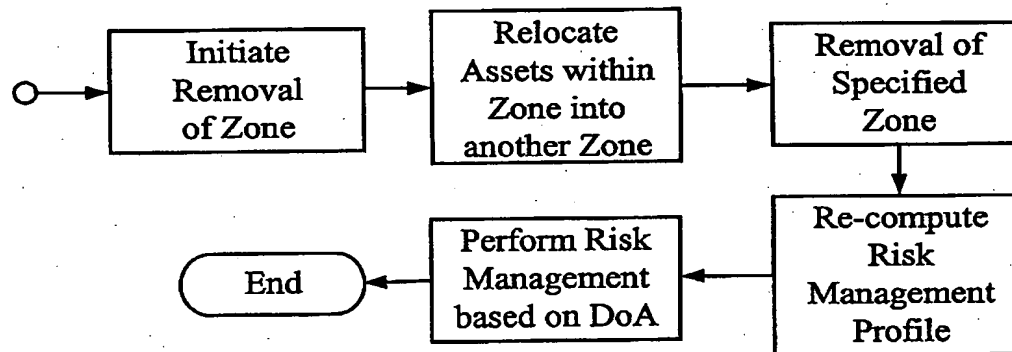 Initiate
Removal
of Zone
Relocate
Assets within
Zone into
another Zone
Removal of
Specified
Zone
Re-compute
Risk
Management
Profile
Perform Risk
Management
based on DoA
End